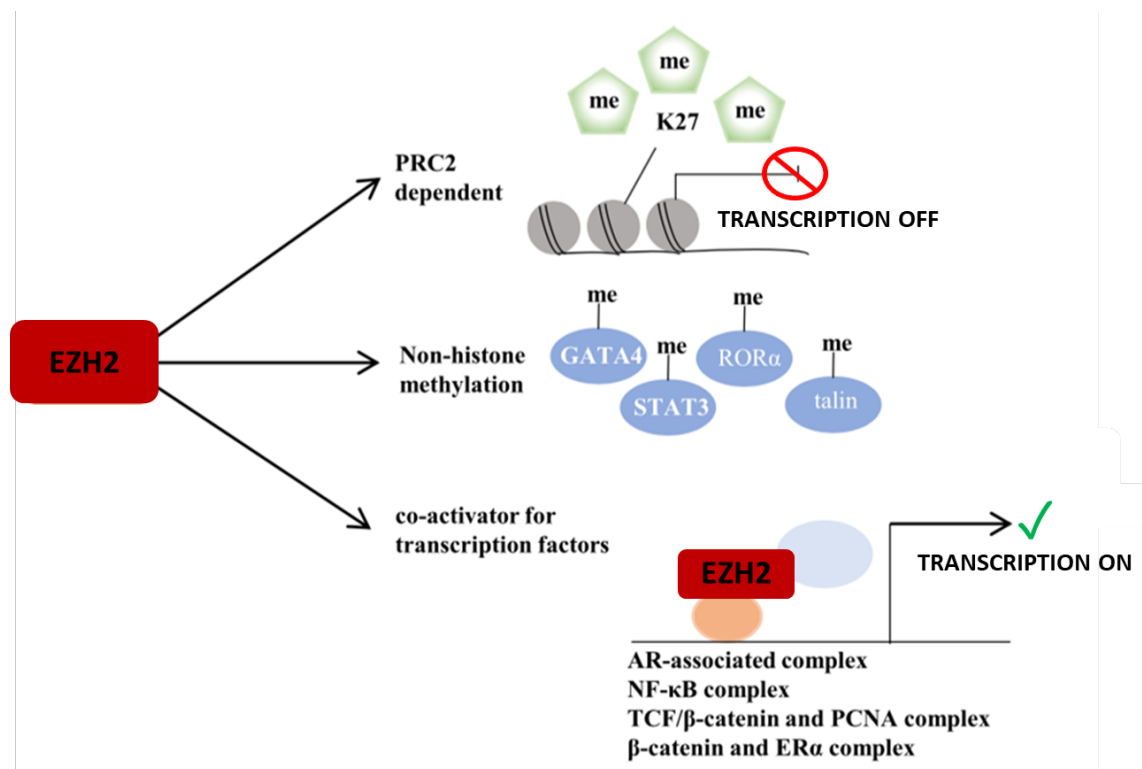 me
me
me
K27
PRC2
dependent
TRANSCRIPTION OFF
EZH2
Non-histone
methylation
me
GATA4
me
STAT3
me
RORα
me
talin
co-activator for
transcription factors
EZH2
TRANSCRIPTION ON
AR-associated complex
NF-κB complex
TCF/β-catenin and PCNA complex
β-catenin and ERα complex